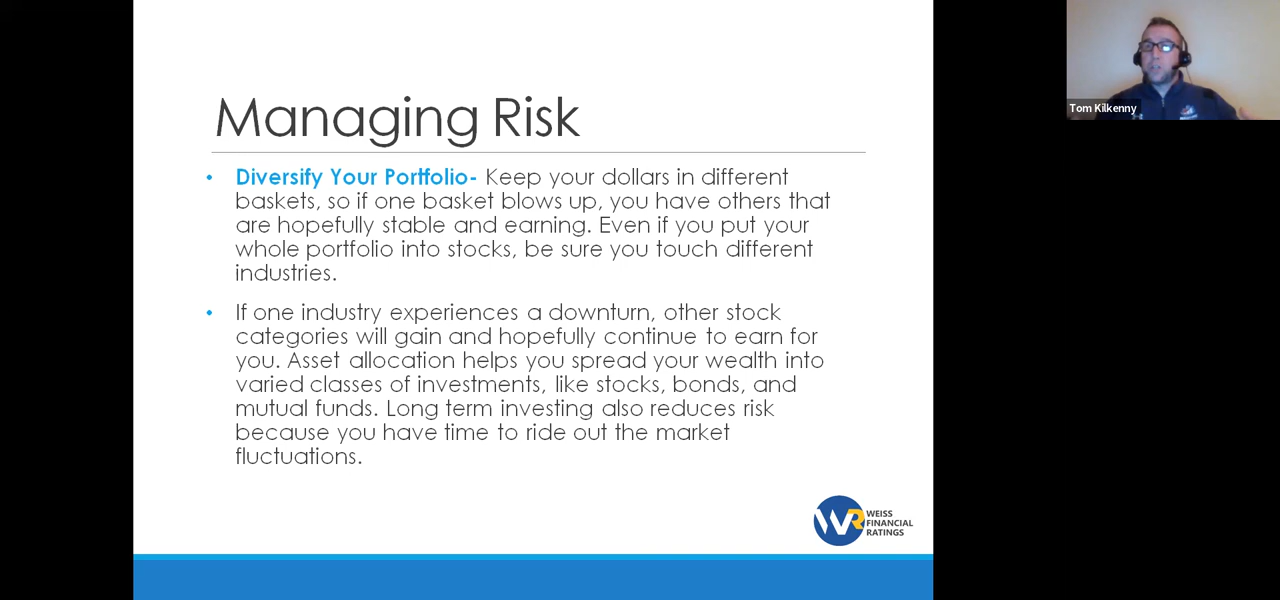 Managing Risk
• Diversify Your Portfolio- Keep your dollars in different
baskets, so if one basket blows up, you have others that
are hopefully stable and earning. Even if you put your
whole portfolio into stocks, be sure you touch different
industries.
• If one industry experiences a downturn, other stock
categories will gain and hopefully continue to earn for
you. Asset allocation helps you spread your wealth into
varied classes of investments, like stocks, bonds, and
mutual funds. Long term investing also reduces risk
because you have time to ride out the market
fluctuations.
WR
WEISS
FINANCIAL
RATINGS
Tom Kilkenny